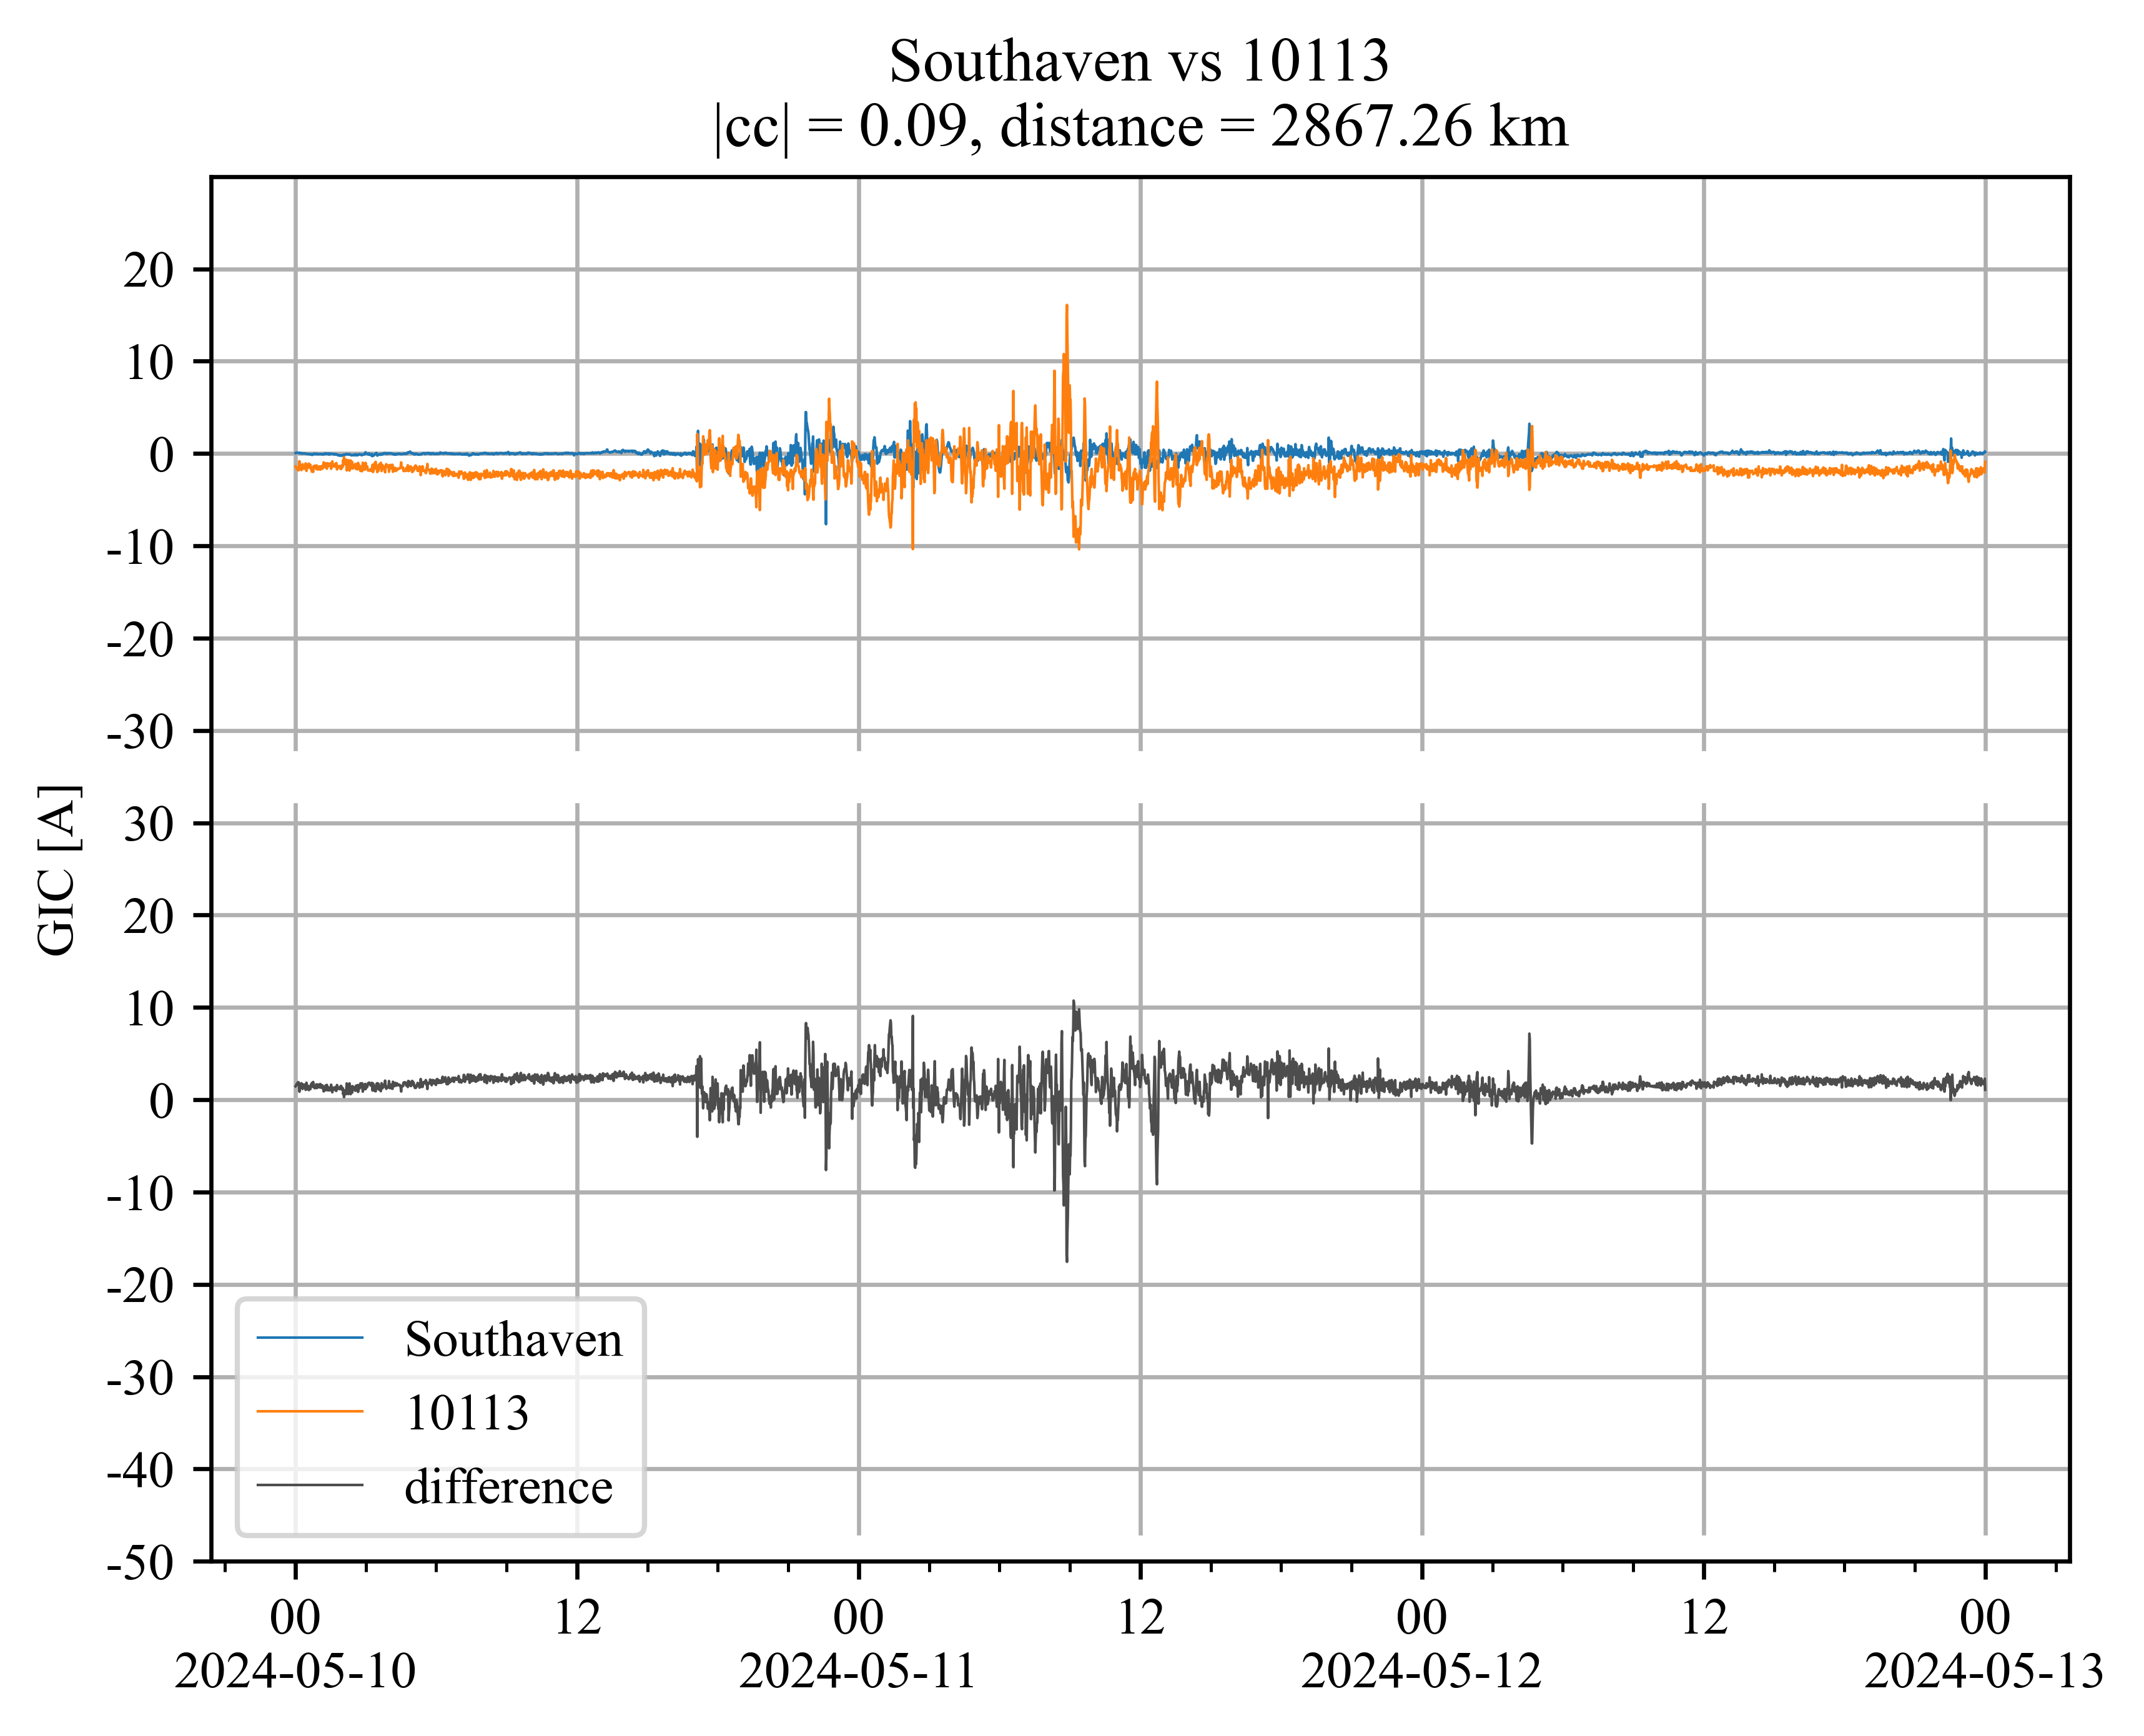 Southaven vs 10113
|cc| = 0.09, distance = 2867.26 km
20
10
0
-10
-20
-30
GIC [A]
30
20
10
0
-10
-20
-30
-40
-50
Southaven
10113
difference
00 12 00 12 00 12 00
2024-05-10 2024-05-11 2024-05-12 2024-05-13